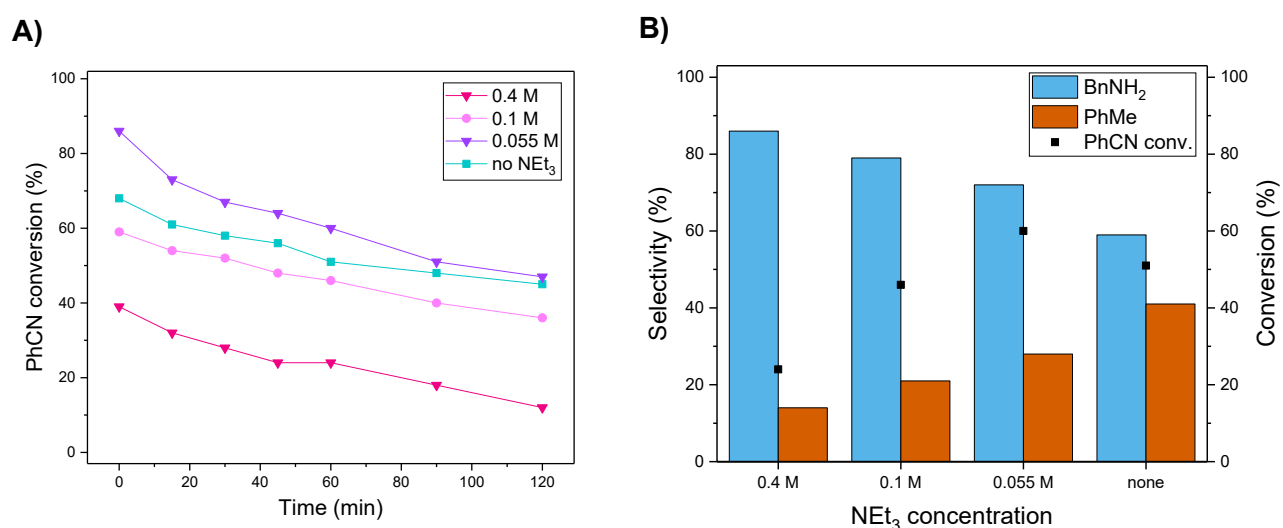 A)
PhCN conversion (%)
100
80
60
40
20
0
0.4 M
0.1 M
0.055 M
no NEt₃
0 20 40 60 80 100 120
Time (min)
B)
Selectivity (%)
100
80
60
40
20
0
BnNH₂
PhMe
PhCN conv.
100
80
60
40
20
0
Conversion (%)
0.4 M 0.1 M 0.055 M none
NEt₃ concentration